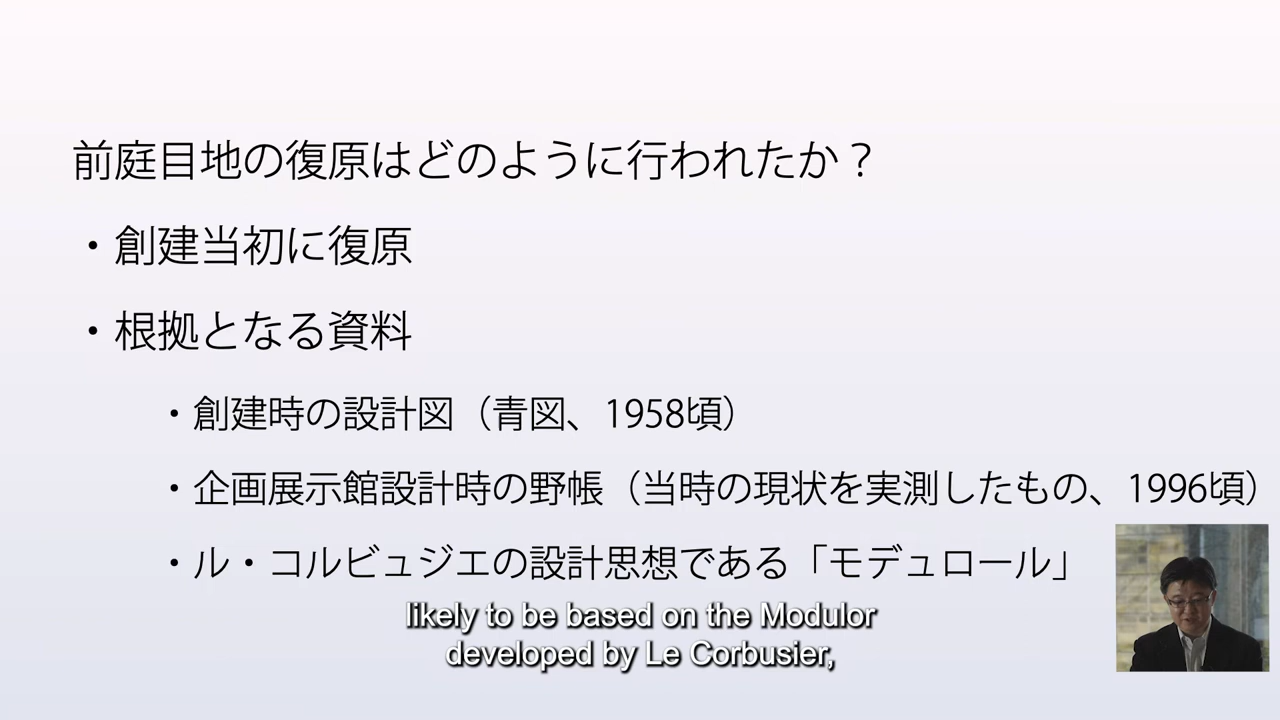 前庭目地の復原はどのように行われたか？
・創建当初に復原
・根拠となる資料
・創建時の設計図（青図、1958頃）
・企画展示館設計時の野帳（当時の現状を実測したもの、1996頃）
・ル・コルビュジエの設計思想である「モデュロール」
likely to be based on the Modulor
developed by Le Corbusier,